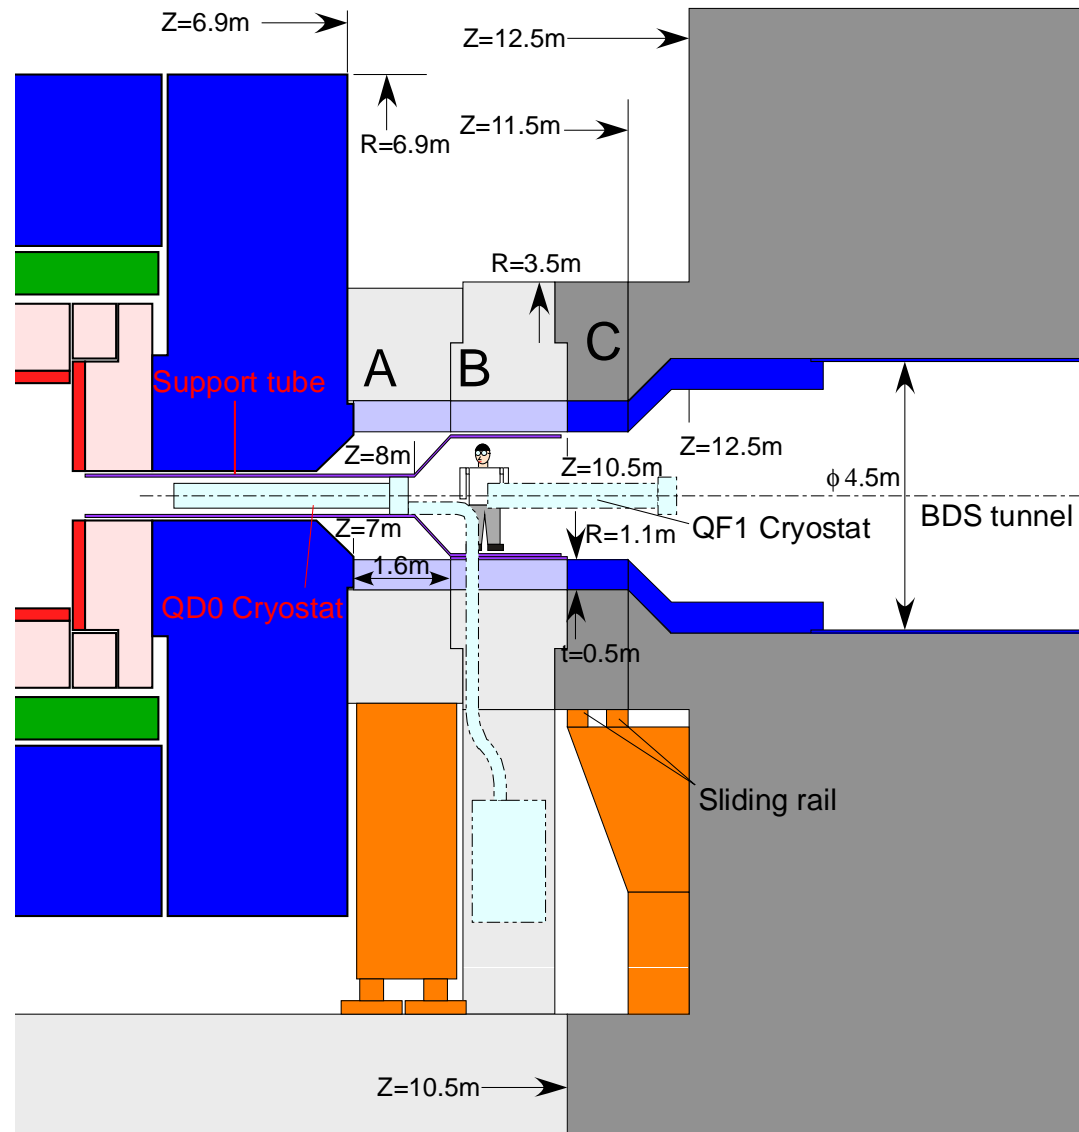 Z=6.9m
Z=12.5m
Z=11.5m
R=6.9m
R=3.5m
A
B
C
Support tube
Z=8m
Z=10.5m
Z=12.5m
ϕ 4.5m
BDS tunnel
QF1 Cryostat
Z=7m
R=1.1m
1.6m
QD0 Cryostat
t=0.5m
Sliding rail
Z=10.5m